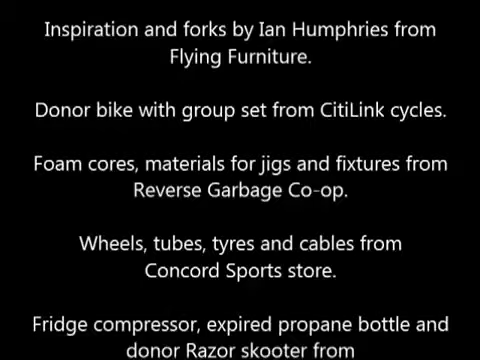 Inspiration and forks by Ian Humphries from
Flying Furniture.
Donor bike with group set from CitiLink cycles.
Foam cores, materials for jigs and fixtures from
Reverse Garbage Co-op.
Wheels, tubes, tyres and cables from
Concord Sports store.
Fridge compressor, expired propane bottle and
donor Razor skooter from